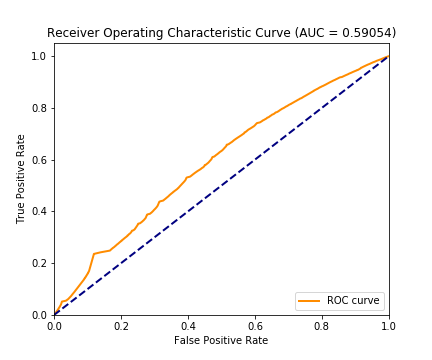 Receiver Operating Characteristic Curve (AUC = 0.59054)
1.0
0.8
0.6
0.4
0.2
0.0
True Positive Rate
ROC curve
0.0 0.2 0.4 0.6 0.8 1.0
False Positive Rate